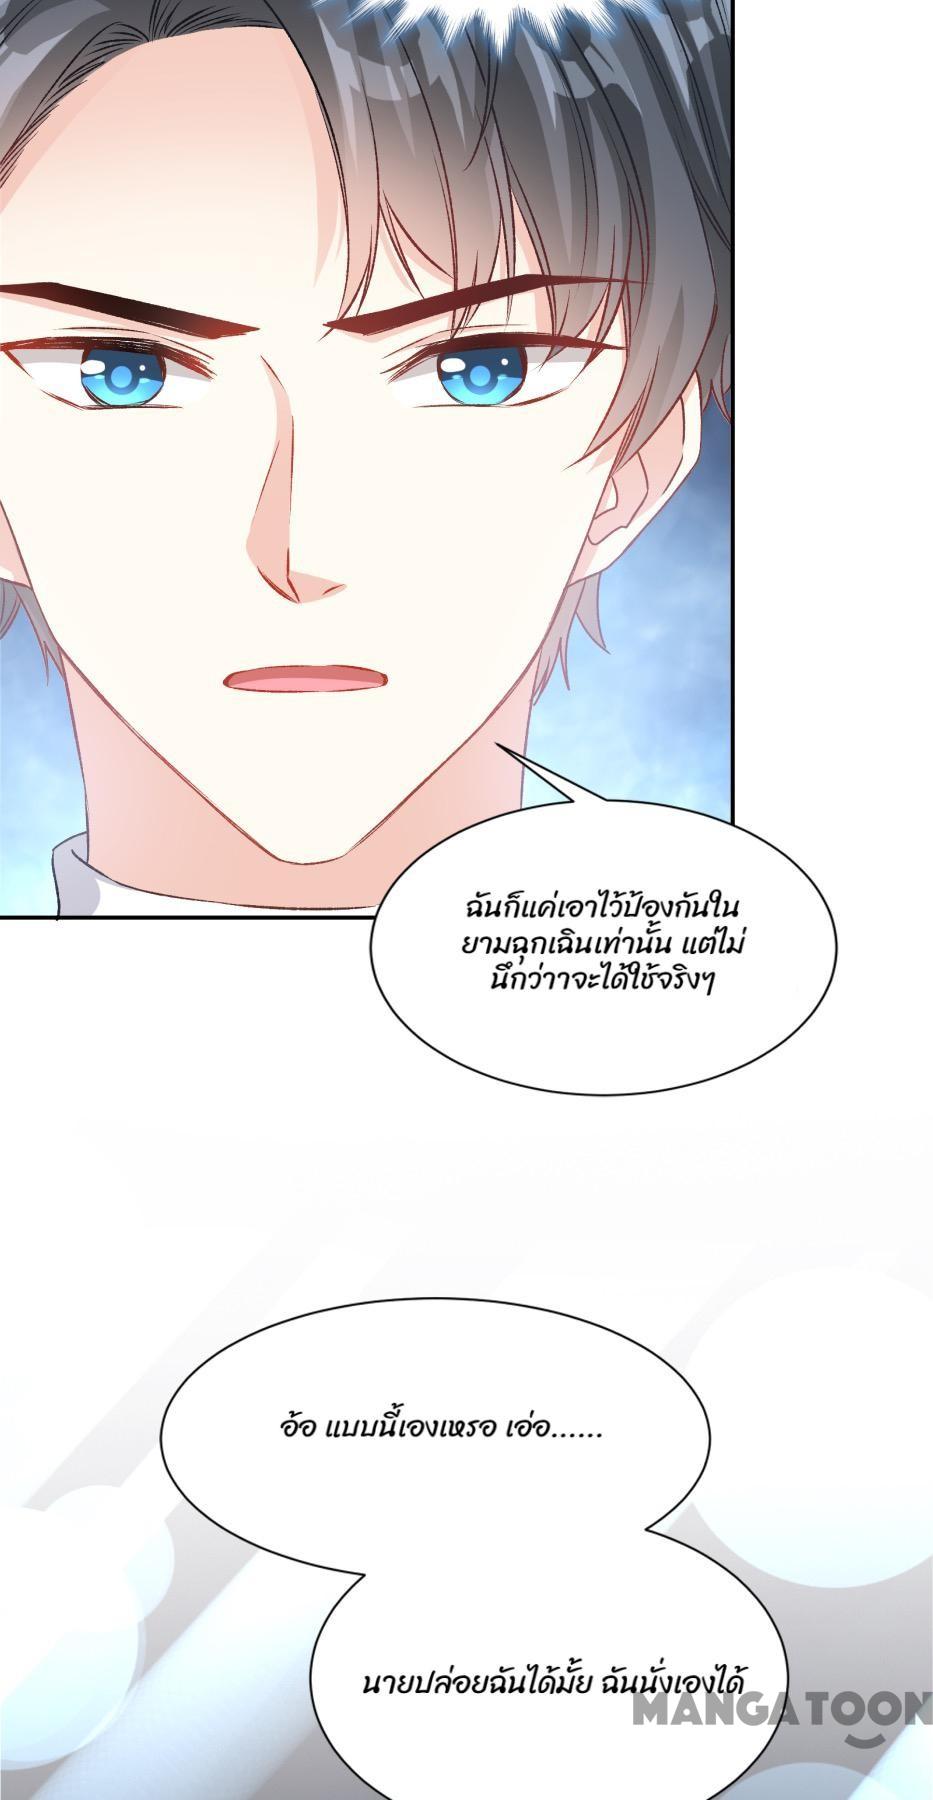 ฉันก็แค่เอาไว้ป้องกันใน
ยามฉุกเฉินเท่านั้น แต่ไม่
นึกว่าาจะได้ใช้จริงๆ
อ้อ แบบนี้เองเหรอ เอ่อ......
นายปล่อยฉันได้มั้ย ฉันนั่งเองได้
MANGATOON